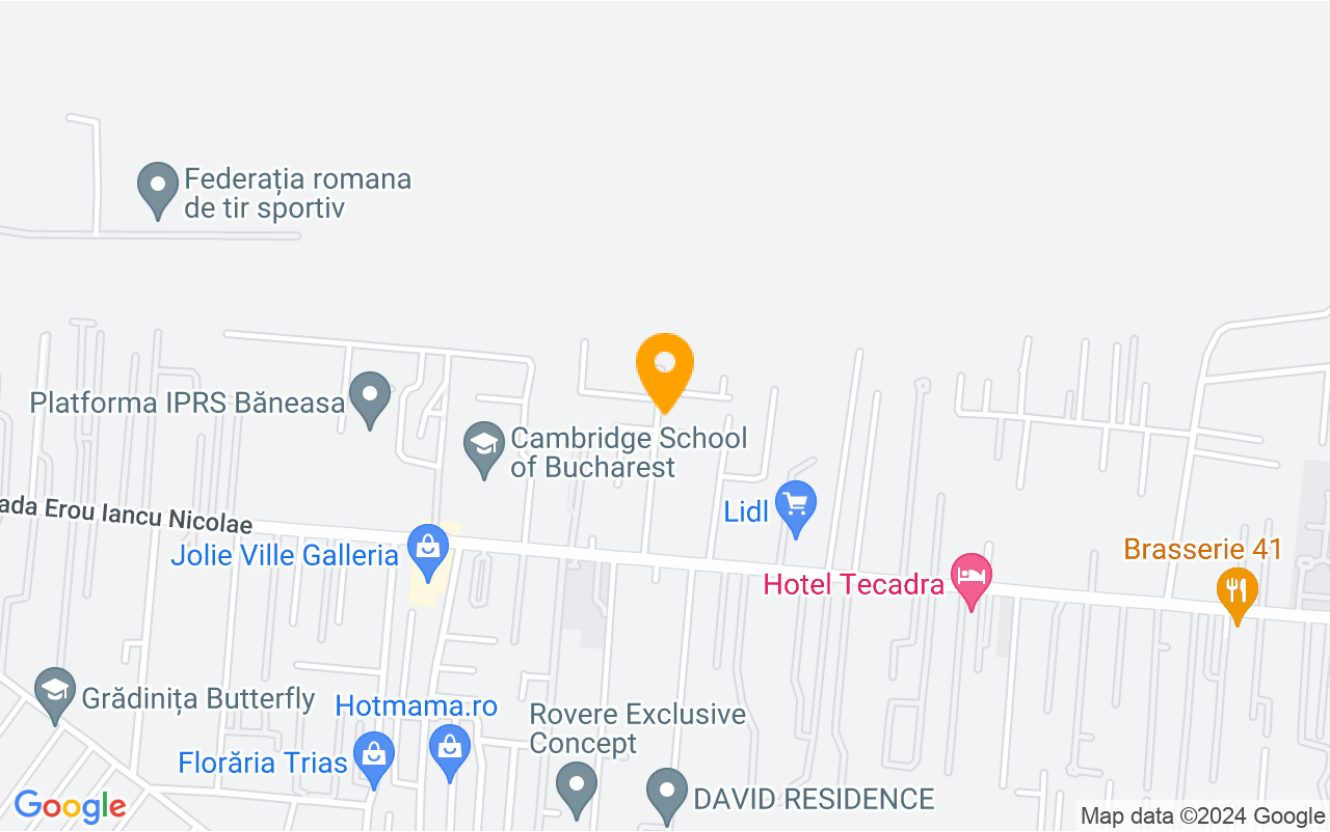 Federația romana
de tir sportiv
Platforma IPRS Băneasa
Cambridge School
of Bucharest
ada Erou Iancu Nicolae
Lidl
Jolie Ville Galleria
Brasserie 41
Hotel Tecadra
Grădinița Butterfly
Hotmama.ro
Rovere Exclusive
Concept
Florăria Trias
DAVID RESIDENCE
Google
Map data ©2024 Google